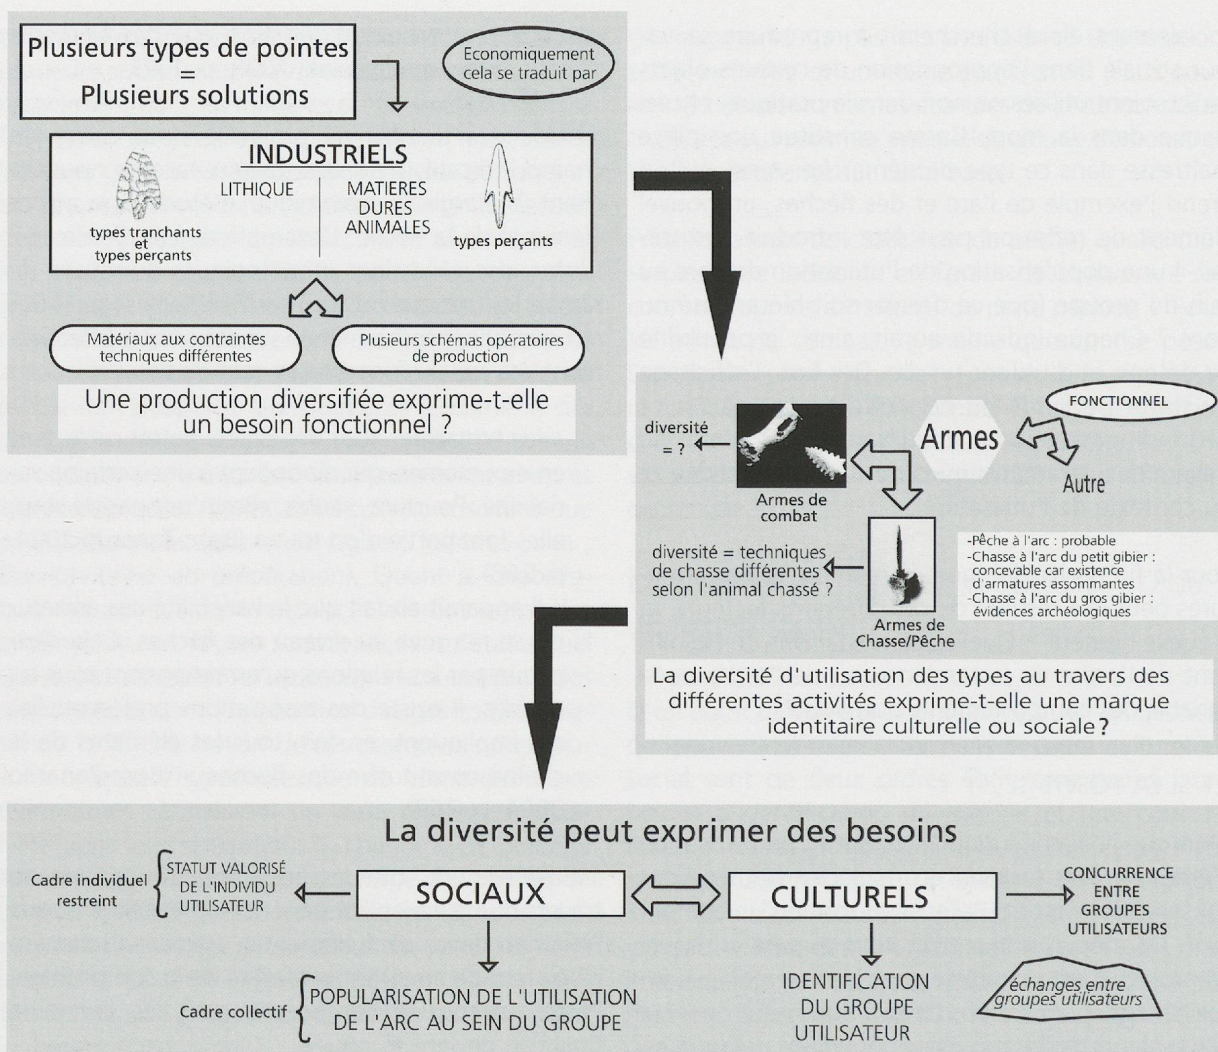 Plusieurs types de pointes
=
Plusieurs solutions
Economiquement
cela se traduit par
INDUSTRIELS
LITHIQUE
MATIERES
DURES
ANIMALES
types tranchants
et
types perçants
types perçants
Matériaux aux contraintes
techniques différentes
Plusieurs schémas opératoires
de production
Une production diversifiée exprime-t-elle
un besoin fonctionnel ?
FONCTIONNEL
Armes
Autre
diversité
= ?
Armes de
combat
diversité = techniques
de chasse différentes
selon l'animal chassé ?
Armes de
Chasse/Pêche
-Pêche à l'arc : probable
-Chasse à l'arc du petit gibier :
concevable car existence
d'armatures assommantes
-Chasse à l'arc du gros gibier :
évidences archéologiques
La diversité d'utilisation des types au travers des
différentes activités exprime-t-elle une marque
identitaire culturelle ou sociale ?
La diversité peut exprimer des besoins
Cadre individuel
restreint
STATUT VALORISÉ
DE L'INDIVIDU
UTILISATEUR
SOCIAUX
CULTURELS
CONCURRENCE
ENTRE
GROUPES
UTILISATEURS
Cadre collectif
POPULARISATION DE L'UTILISATION
DE L'ARC AU SEIN DU GROUPE
IDENTIFICATION
DU GROUPE
UTILISATEUR
échanges entre
groupes utilisateurs